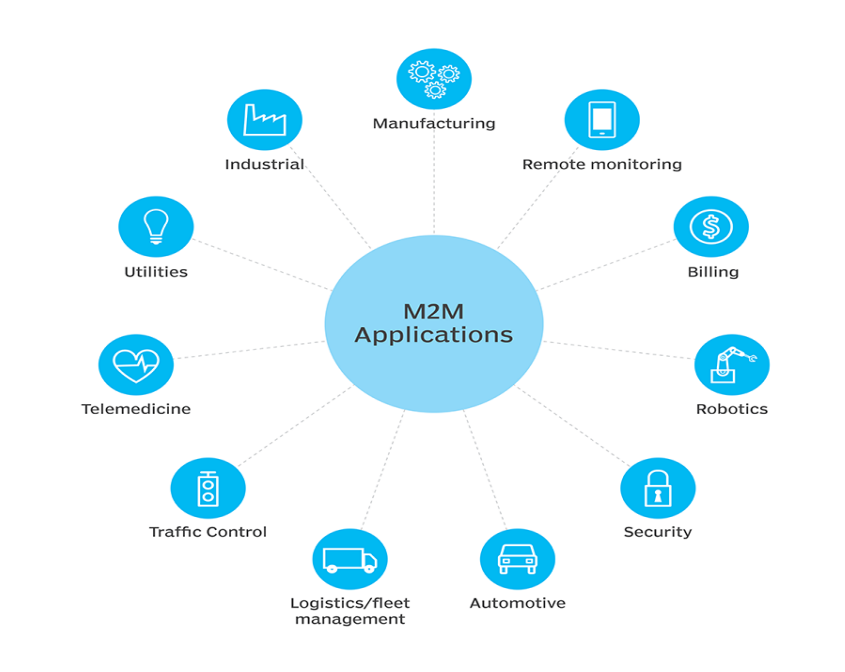 Manufacturing
Remote monitoring
Billing
Robotics
Security
Automotive
Logistics/fleet
management
Traffic Control
Telemedicine
Utilities
Industrial
M2M
Applications